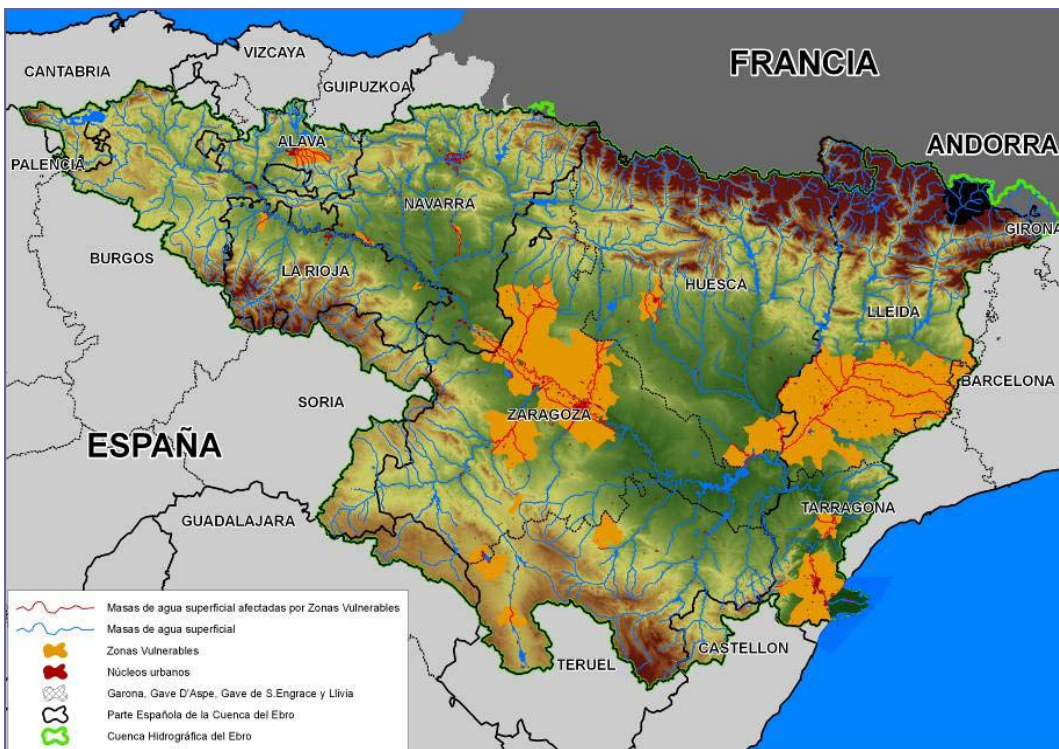 VIZCAYA
CANTABRIA
FRANCIA
GUIPUZKOA
ANDORRA
ALAVA
PALENCIA
NAVARRA
GIRONA
BURGOS
LA RIOJA
HUESCA
LLEIDA
BARCELONA
SORIA
ZARAGOZA
ESPAÑA
TARRAGONA
GUADALAJARA
CASTELLON
TERUEL
Masas de agua superficial afectadas por Zonas Vulnerables
Masas de agua superficial
Zonas Vulnerables
Núcleos urbanos
Garona, Gave D'Aspe, Gave de S.Engrace y Llivia
Parte Española de la Cuenca del Ebro
Cuenca Hidrográfica del Ebro